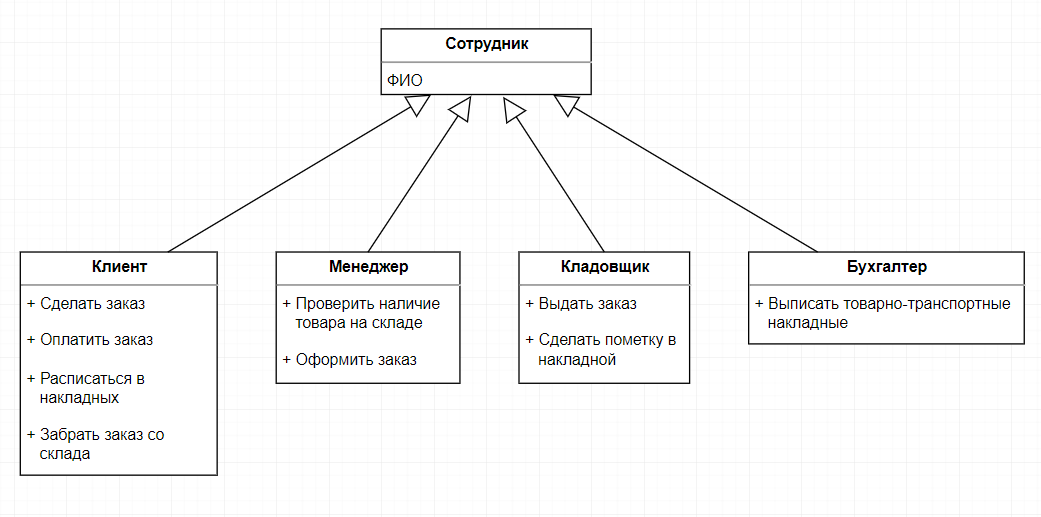 Сотрудник
ФИО
Клиент
+ Сделать заказ
+ Оплатить заказ
+ Расписаться в
накладных
+ Забрать заказ со
склада
Менеджер
+ Проверить наличие
товара на складе
+ Оформить заказ
Кладовщик
+ Выдать заказ
+ Сделать пометку в
накладной
Бухгалтер
+ Выписать товарно-транспортные
накладные